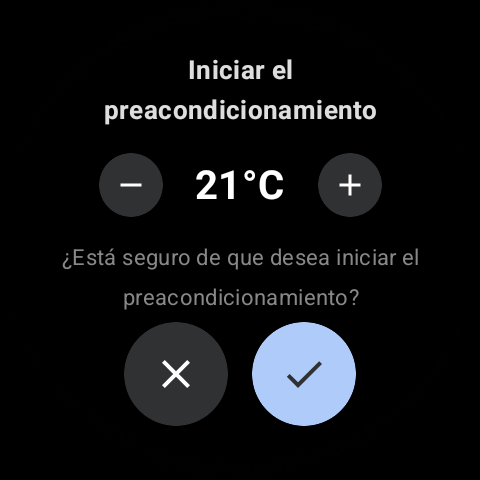 Iniciar el
preacondicionamiento
− 21°C +
¿Está seguro de que desea iniciar el
preacondicionamiento?